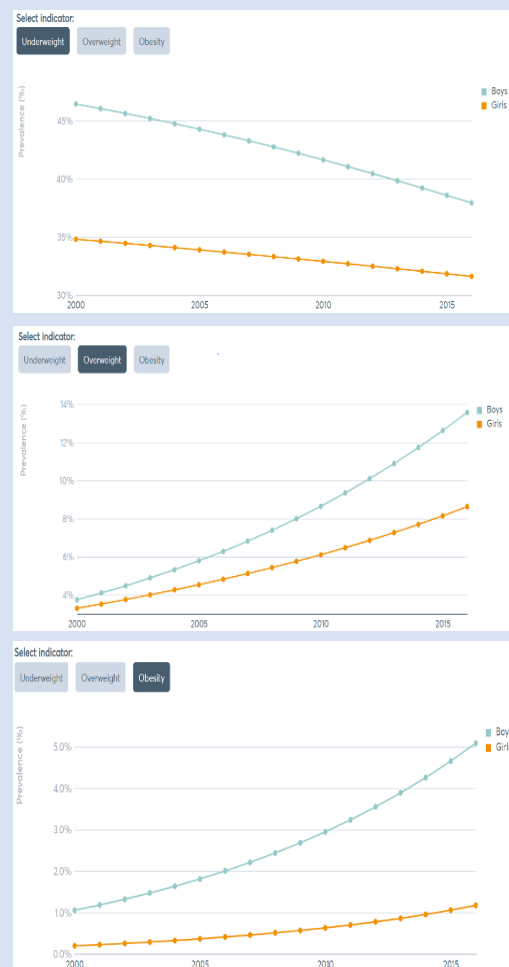 Select indicator:
Underweight Overweight Obesity
Prevalence (%)
Boys
Girls
45%
40%
35%
30%
2000 2005 2010 2015
Select indicator:
Underweight Overweight Obesity
Prevalence (%)
14%
Boys
Girls
12%
10%
8%
6%
4%
2000 2005 2010 2015
Select indicator:
Underweight Overweight Obesity
Prevalence (%)
Boy
Girl
5.0%
4.0%
3.0%
2.0%
1.0%
0.0%
2000 2005 2010 2015